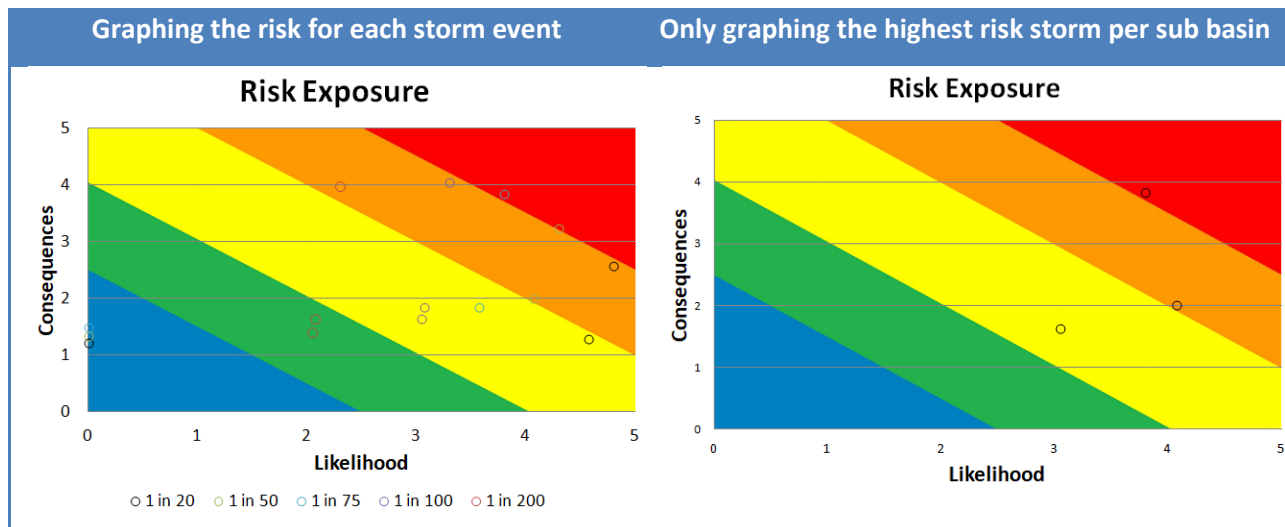 Graphing the risk for each storm event
Only graphing the highest risk storm per sub basin
Risk Exposure
5
4
3
2
1
0
Consequences
0 1 2 3 4 5
Likelihood
1 in 20 1 in 50 1 in 75 1 in 100 1 in 200
Risk Exposure
5
4
3
2
1
0
Consequences
0 1 2 3 4 5
Likelihood